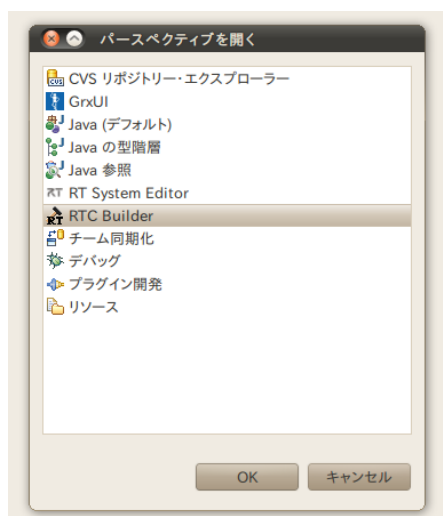 パースペクティブを開く
CVS リポジトリー・エクスプローラー
GrxUI
Java (デフォルト)
Java の型階層
Java 参照
RT RT System Editor
RT RTC Builder
チーム同期化
デバッグ
プラグイン開発
リソース
OK キャンセル